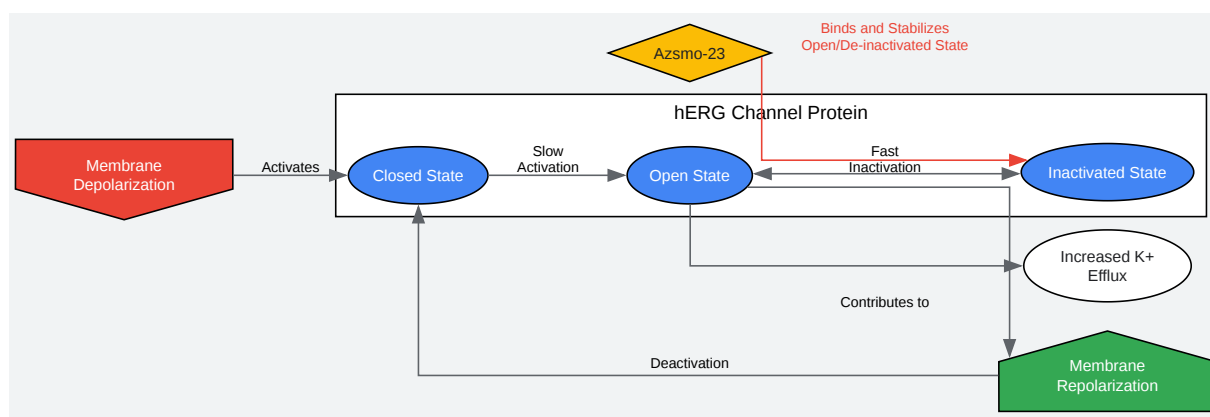 Binds and Stabilizes
Open/De-inactivated State
Azsmo-23
hERG Channel Protein
Membrane
Depolarization
Activates
Closed State
Slow
Activation
Open State
Fast
Inactivation
Inactivated State
Increased K+
Efflux
Contributes to
Deactivation
Membrane
Repolarization